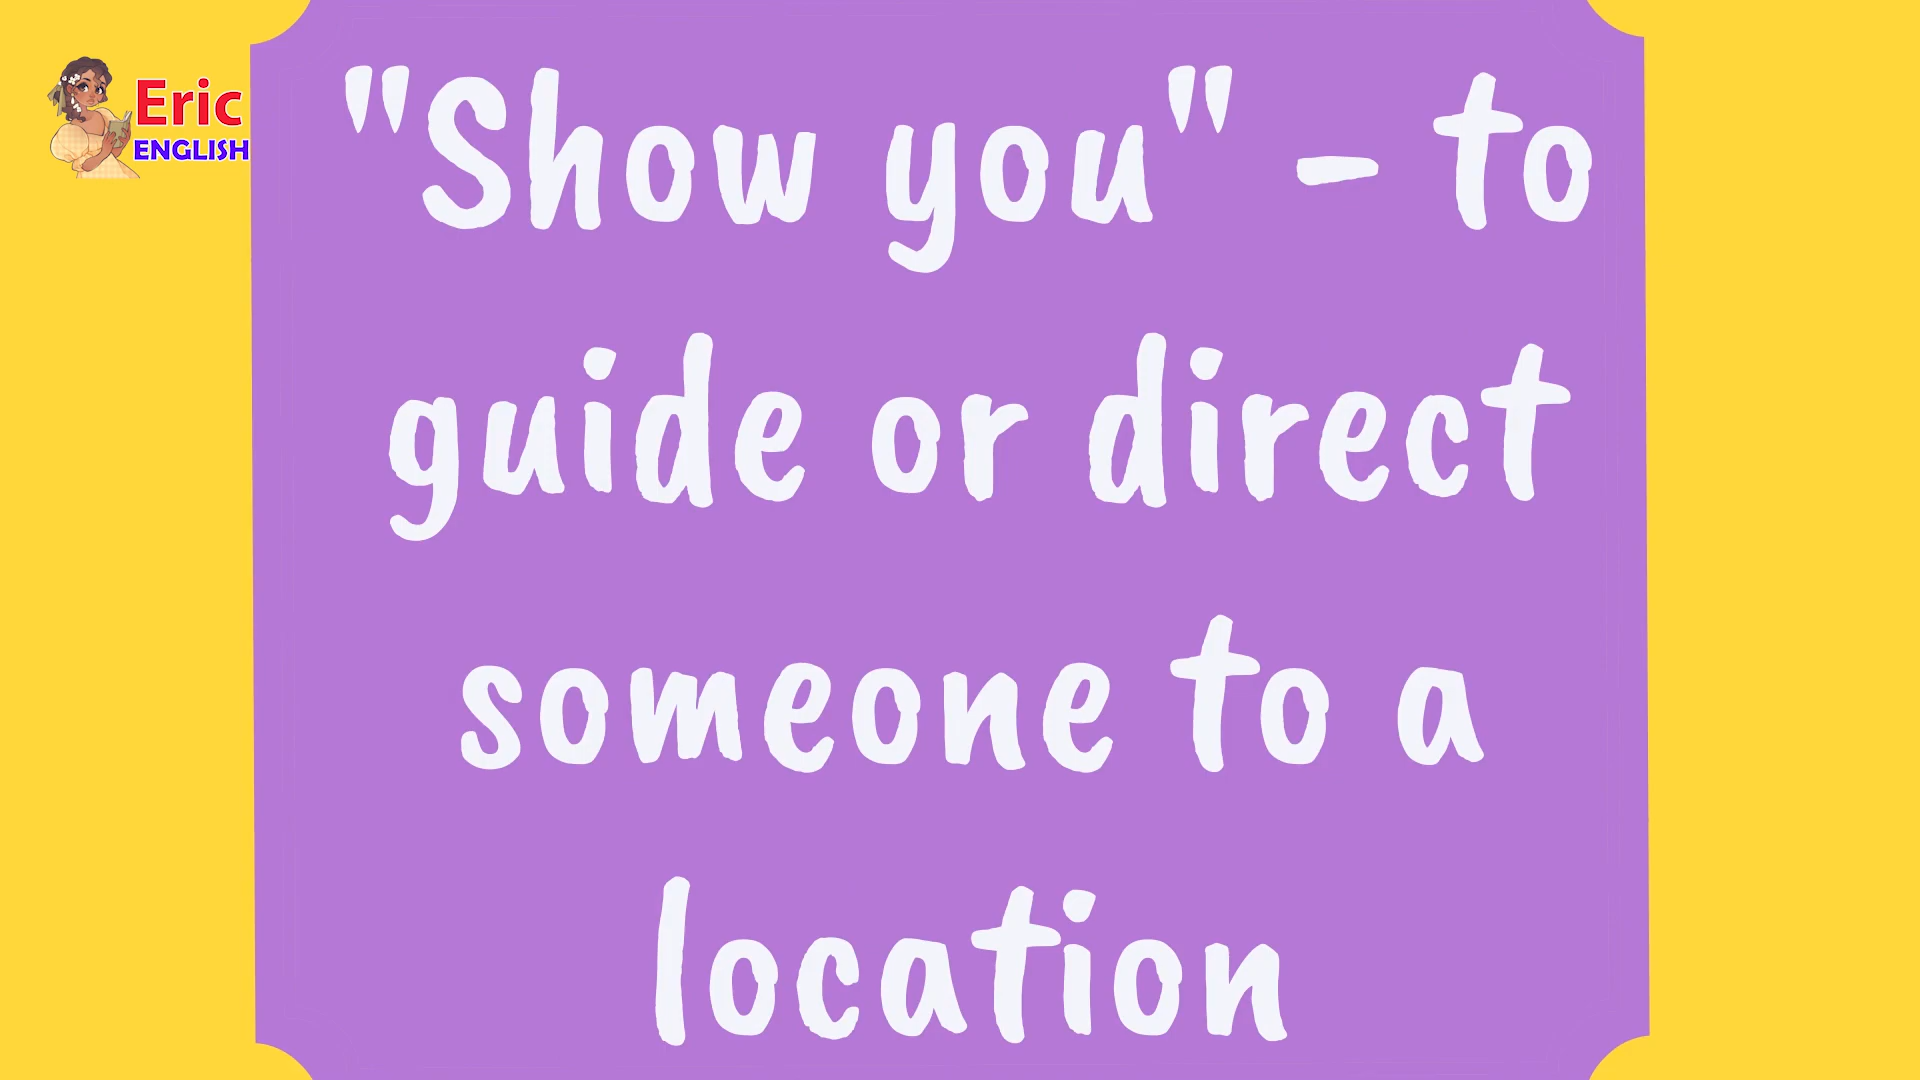 Eric
ENGLISH
"Show you" - to
guide or direct
someone to a
location